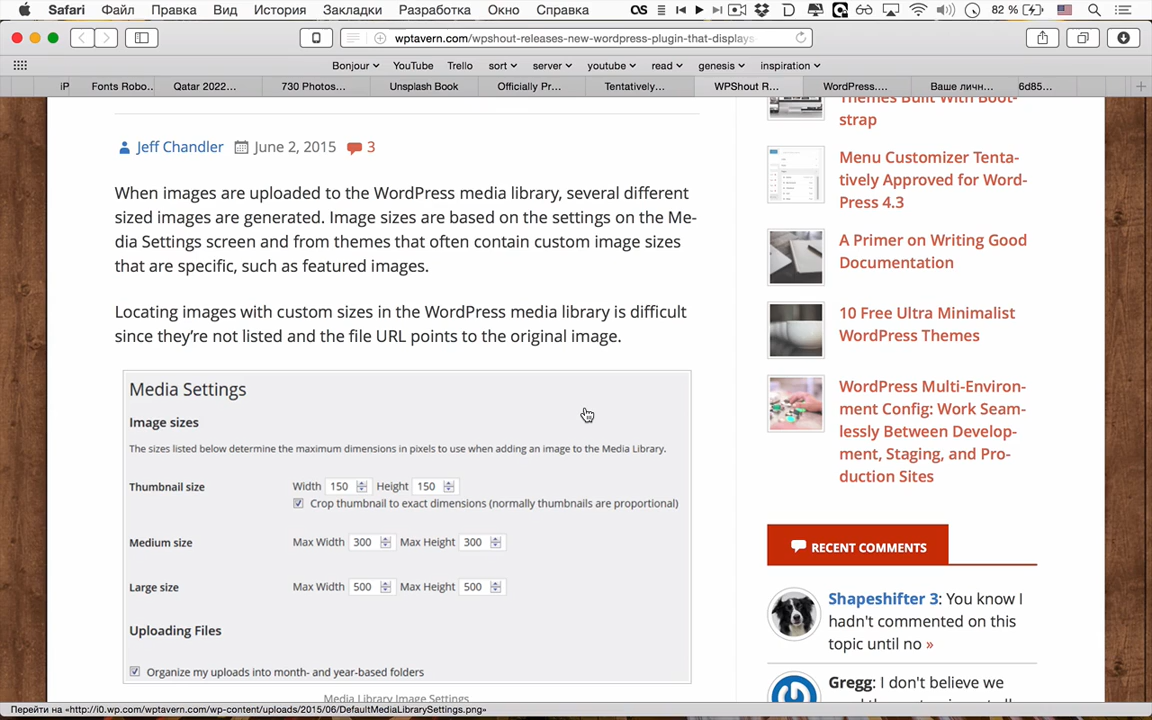 Safari Файл Правка Вид История Закладки Разработка Окно Справка 82 %
wptavern.com/wpshout-releases-new-wordpress-plugin-that-displays-
Bonjour YouTube Trello sort server youtube read genesis inspiration
iP Fonts Robo... Qatar 2022... 730 Photos... Unsplash Book Officially Pr... Tentatively... WPShout R... WordPress.... Ваше личн... 6d85...
Jeff Chandler June 2, 2015 3
When images are uploaded to the WordPress media library, several different
sized images are generated. Image sizes are based on the settings on the Me-
dia Settings screen and from themes that often contain custom image sizes
that are specific, such as featured images.
Locating images with custom sizes in the WordPress media library is difficult
since they're not listed and the file URL points to the original image.
Media Settings
Image sizes
The sizes listed below determine the maximum dimensions in pixels to use when adding an image to the Media Library.
Thumbnail size Width 150 Height 150
Crop thumbnail to exact dimensions (normally thumbnails are proportional)
Medium size Max Width 300 Max Height 300
Large size Max Width 500 Max Height 500
Uploading Files
Organize my uploads into month- and year-based folders
Media Library Image Settings
Themes Built With Boot-
strap
Menu Customizer Tenta-
tively Approved for Word-
Press 4.3
A Primer on Writing Good
Documentation
10 Free Ultra Minimalist
WordPress Themes
WordPress Multi-Environ-
ment Config: Work Seam-
lessly Between Develop-
ment, Staging, and Pro-
duction Sites
RECENT COMMENTS
Shapeshifter 3: You know I
hadn't commented on this
topic until no »
Gregg: I don't believe we
Перейти на «http://i0.wp.com/wptavern.com/wp-content/uploads/2015/06/DefaultMediaLibrarySettings.png»